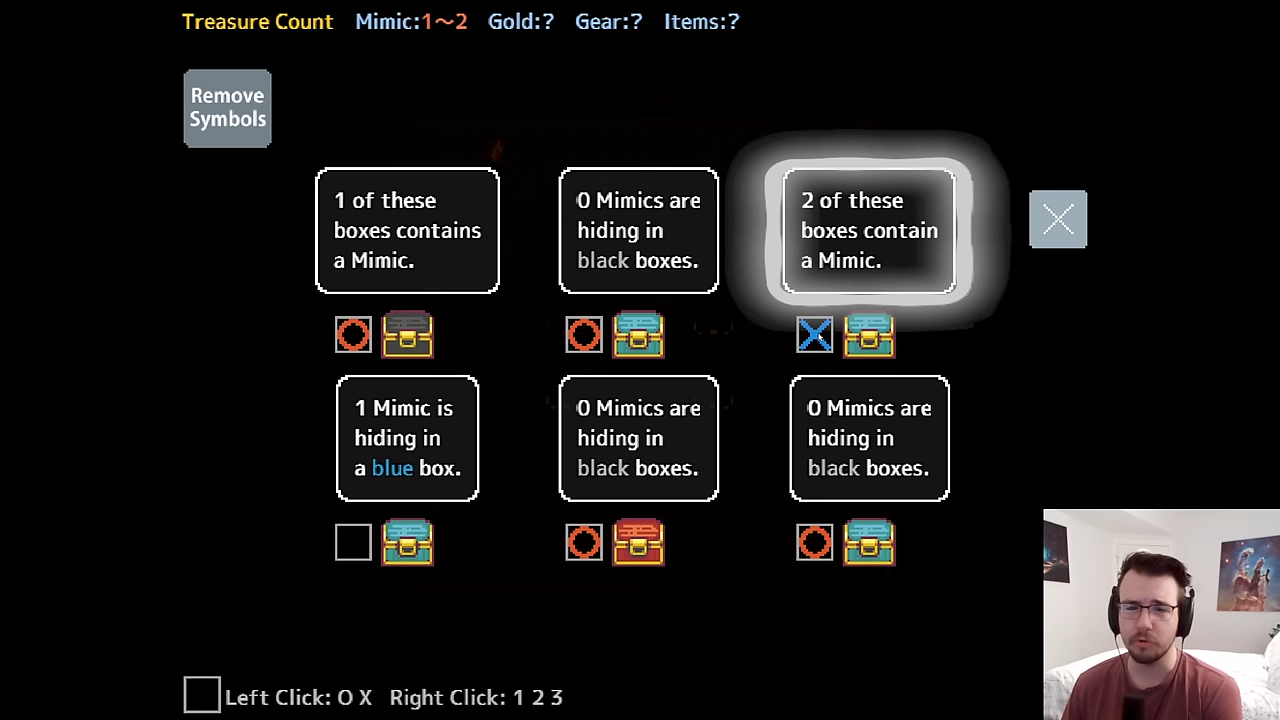 Treasure Count Mimic:1～2 Gold:? Gear:? Items:?
Remove
Symbols
1 of these
boxes contains
a Mimic.
0 Mimics are
hiding in
black boxes.
2 of these
boxes contain
a Mimic.
1 Mimic is
hiding in
a blue box.
0 Mimics are
hiding in
black boxes.
0 Mimics are
hiding in
black boxes.
Left Click: O X Right Click: 1 2 3